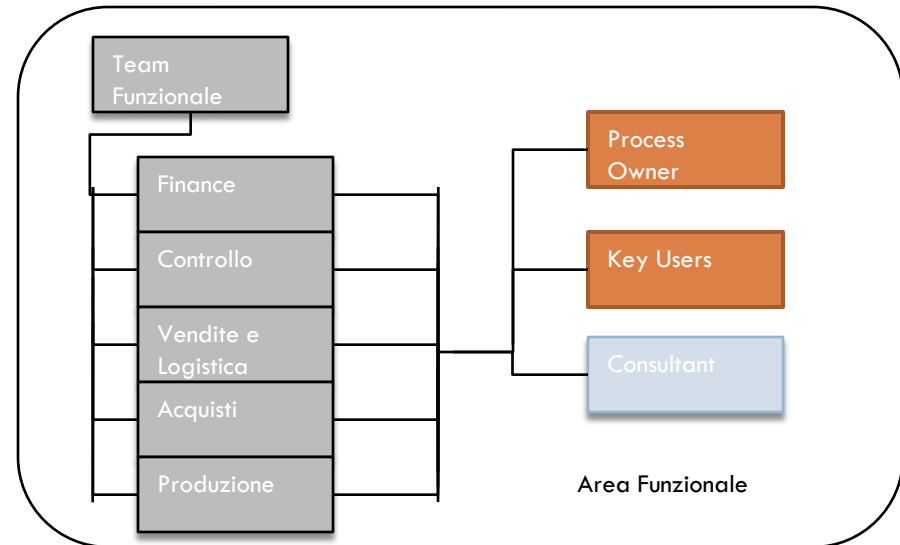 Team
Funzionale
Finance
Controllo
Vendite e
Logistica
Acquisti
Produzione
Process
Owner
Key Users
Consultant
Area Funzionale